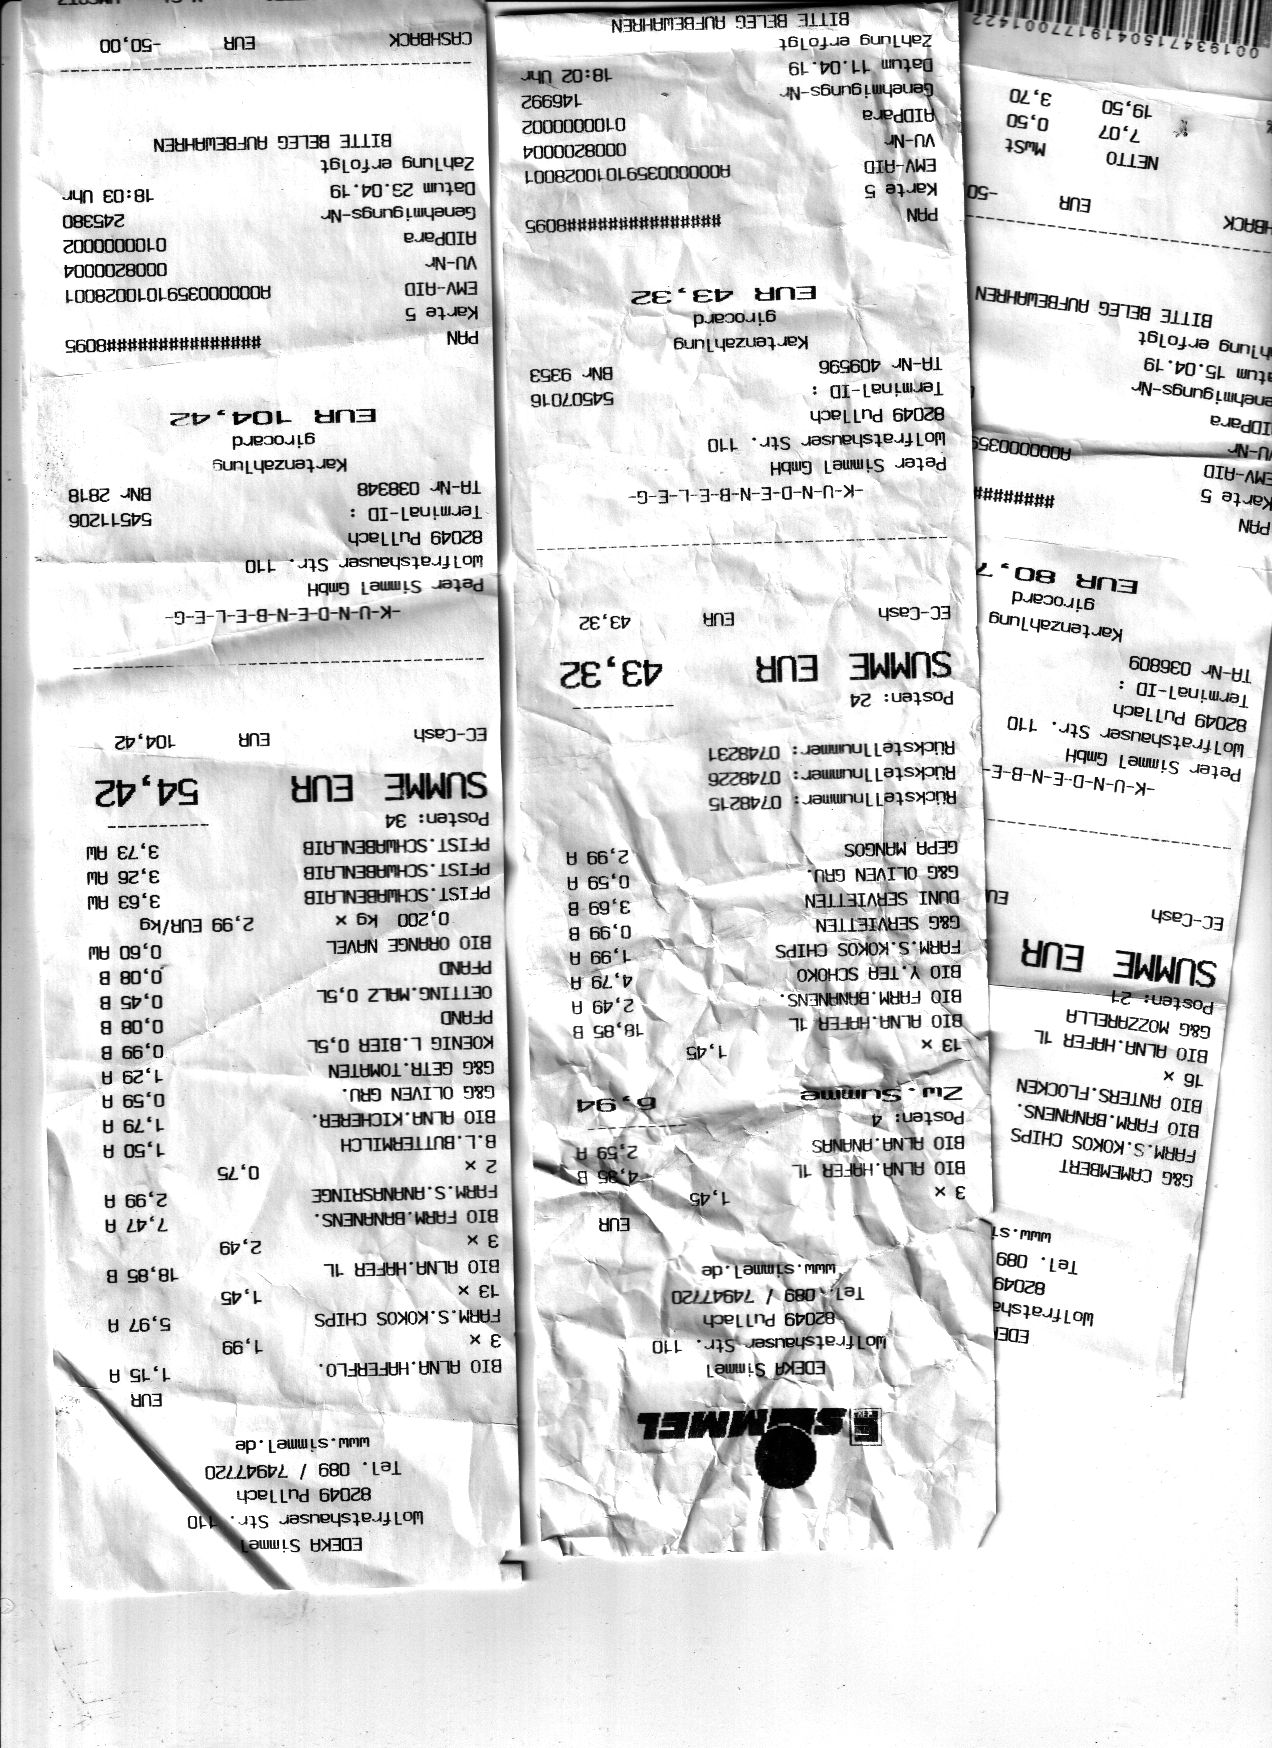 EDEK
Wolfratsha
82049
Tel. 089
www.si
G&G CAMEMBERT
FARM.S.KOKOS CHIPS
BIO FARM.BANANENS.
BIO ANTERS.FLOCKEN
16 x
BIO ALNA.HAFER 1L
G&G MOZZARELLA
Posten: 21
SUMME EUR
EC-Cash EU
-K-U-N-D-E-N-B-E-
Peter Simmel GmbH
Wolfratshauser Str. 110
82049 Pullach
Terminal-ID :
TA-Nr 036809
Kartenzahlung
girocard
EUR 80,7
PAN #########
Karte 5
EMV-AID A00000035
VU-Nr
IDPara
enehmigungs-Nr
atum 15.04.19
hlung erfolgt
BITTE BELEG AUFBEWAHREN
HBACK EUR -50
NETTO MwSt
7,07 0,50
19,50 3,70
0019347150419177001422
SIMMEL
EDEKA Simmel
Wolfratshauser Str. 110
82049 Pullach
Tel. 089 / 74947720
www.simmel.de
EUR
3 x 1,45
BIO ALNA.HAFER 1L 4,35 B
BIO ALNA.ANANAS 2,59 A
Posten: 4
Zw.Summe 6,94
13 x 1,45
BIO ALNA.HAFER 1L 18,85 B
BIO FARM.BANANENS. 2,49 A
BIO Y.TEA SCHOKO 4,79 A
FARM.S.KOKOS CHIPS 1,99 A
G&G SERVIETTEN 0,99 B
DUNI SERVIETTEN 3,69 B
G&G OLIVEN GRÜ. 0,59 A
GEPA MANGOS 2,99 A
Rückstellnummer: 0748215
Rückstellnummer: 0748226
Rückstellnummer: 0748231
Posten: 24
SUMME EUR 43,32
EC-Cash EUR 43,32
-K-U-N-D-E-N-B-E-L-E-G-
Peter Simmel GmbH
Wolfratshauser Str. 110
82049 Pullach
Terminal-ID : 54507016
TA-Nr 409596 BNr 9353
Kartenzahlung
girocard
EUR 43,32
PAN ###############8095
Karte 5
EMV-AID A00000003591010028001
VU-Nr 0008200004
AIDPara 0100000002
Genehmigungs-Nr 146992
Datum 11.04.19 18:02 Uhr
Zahlung erfolgt
BITTE BELEG AUFBEWAHREN
EDEKA Simmel
Wolfratshauser Str. 110
82049 Pullach
Tel. 089 / 74947720
www.simmel.de
EUR
BIO ALNA.HAFERFLO. 1,15 A
3 x 1,99
FARM.S.KOKOS CHIPS 5,97 A
13 x 1,45
BIO ALNA.HAFER 1L 18,85 B
3 x 2,49
BIO FARM.BANANENS. 7,47 A
FARM.S.ANANASRINGE 2,99 A
2 x 0,75
B.L.BUTTERMILCH 1,50 A
BIO ALNA.KICHERER. 1,79 A
G&G OLIVEN GRÜ. 0,59 A
G&G GETR.TOMATEN 1,29 A
KOENIG L.BIER 0,5L 0,99 B
PFAND 0,08 B
OETTING.MALZ 0,5L 0,45 B
PFAND 0,08 B
BIO ORANGE NAVEL 0,60 AW
0,200 kg x 2,99 EUR/kg
PFIST.SCHWABENLAIB 3,63 AW
PFIST.SCHWABENLAIB 3,26 AW
PFIST.SCHWABENLAIB 3,73 AW
Posten: 34
SUMME EUR 54,42
EC-Cash EUR 104,42
-K-U-N-D-E-N-B-E-L-E-G-
Peter Simmel GmbH
Wolfratshauser Str. 110
82049 Pullach
Terminal-ID : 54511206
TA-Nr 038348 BNr 2818
Kartenzahlung
girocard
EUR 104,42
PAN ###############8095
Karte 5
EMV-AID A00000003591010028001
VU-Nr 0008200004
AIDPara 0100000002
Genehmigungs-Nr 245380
Datum 23.04.19 18:03 Uhr
Zahlung erfolgt
BITTE BELEG AUFBEWAHREN
CASHBACK EUR -50,00